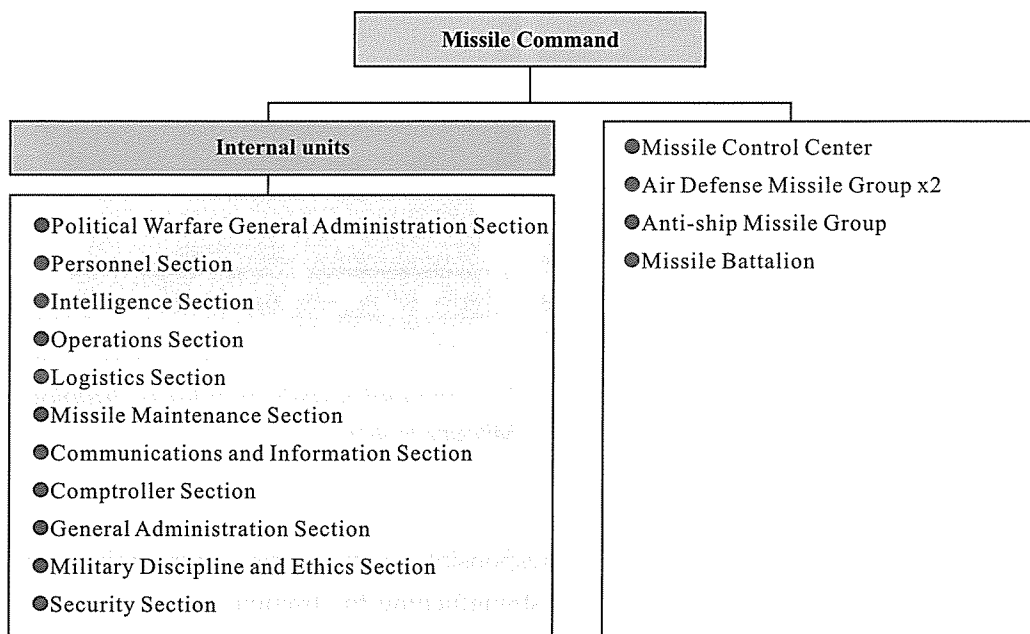 Missile Command
Internal units
●Political Warfare General Administration Section
●Personnel Section
●Intelligence Section
●Operations Section
●Logistics Section
●Missile Maintenance Section
●Communications and Information Section
●Comptroller Section
●General Administration Section
●Military Discipline and Ethics Section
●Security Section
●Missile Control Center
●Air Defense Missile Group x2
●Anti-ship Missile Group
●Missile Battalion